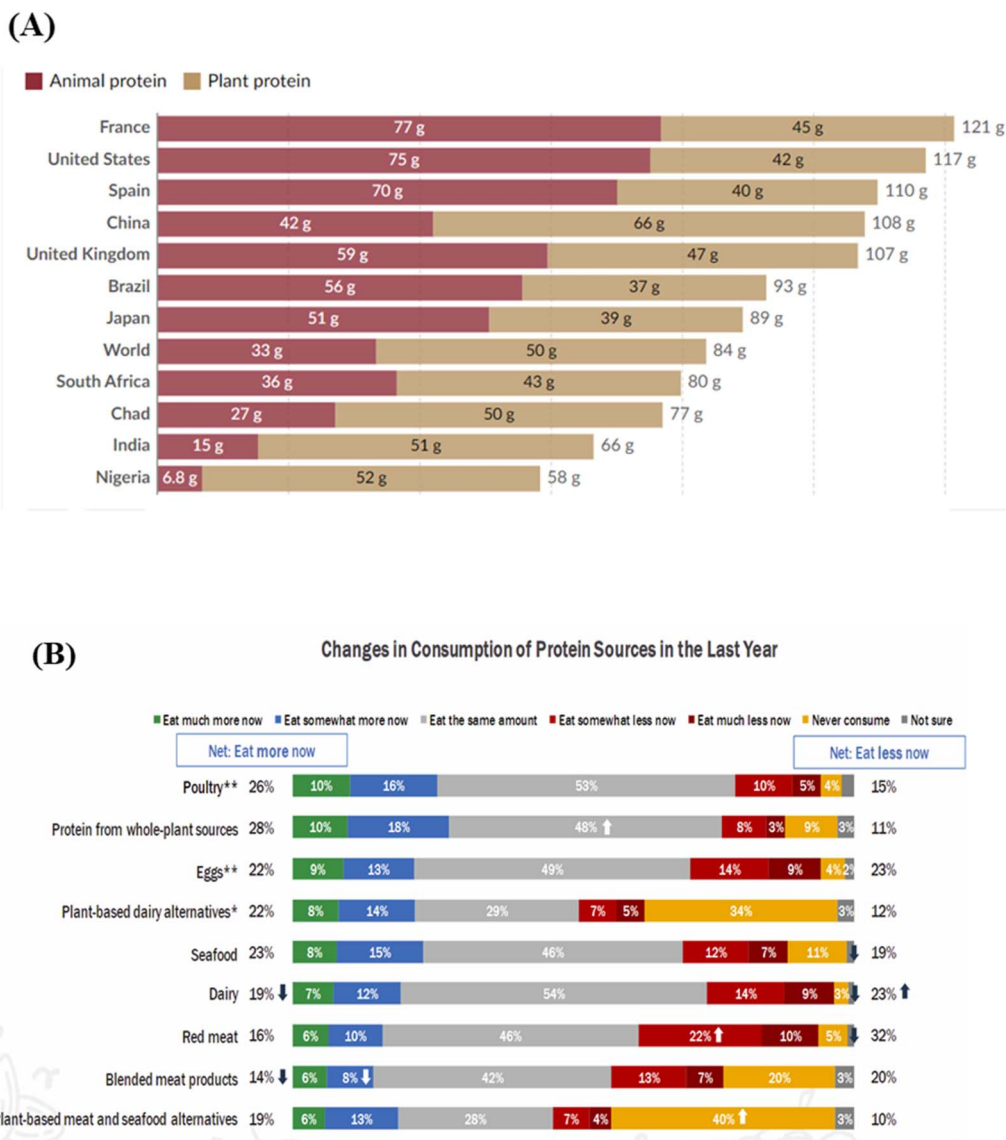 (A)
Animal protein Plant protein
France 77 g 45 g 121 g
United States 75 g 42 g 117 g
Spain 70 g 40 g 110 g
China 42 g 66 g 108 g
United Kingdom 59 g 47 g 107 g
Brazil 56 g 37 g 93 g
Japan 51 g 39 g 89 g
World 33 g 50 g 84 g
South Africa 36 g 43 g 80 g
Chad 27 g 50 g 77 g
India 15 g 51 g 66 g
Nigeria 6.8 g 52 g 58 g
(B) Changes in Consumption of Protein Sources in the Last Year
Eat much more now Eat somewhat more now Eat the same amount Eat somewhat less now Eat much less now Never consume Not sure
Net: Eat more now Net: Eat less now
Poultry** 26% 10% 16% 53% 10% 5% 4% 15%
Protein from whole-plant sources 28% 10% 18% 48% 8% 3% 9% 3% 11%
Eggs** 22% 9% 13% 49% 14% 9% 4% 2% 23%
Plant-based dairy alternatives* 22% 8% 14% 29% 7% 5% 34% 3% 12%
Seafood 23% 8% 15% 46% 12% 7% 11% 19%
Dairy 19% 7% 12% 54% 14% 9% 3% 23%
Red meat 16% 6% 10% 46% 22% 10% 5% 32%
Blended meat products 14% 6% 8% 42% 13% 7% 20% 3% 20%
lant-based meat and seafood alternatives 19% 6% 13% 28% 7% 4% 40% 3% 10%